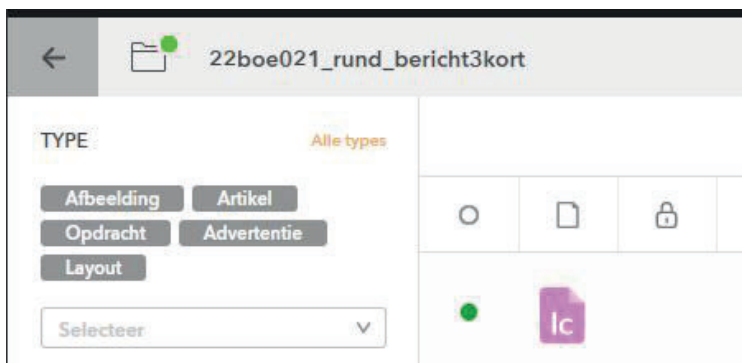 22boe021_rund_bericht3kort
TYPE Alle types
Afbeelding Artikel
Opdracht Advertentie
Layout
Selecteer
Ic